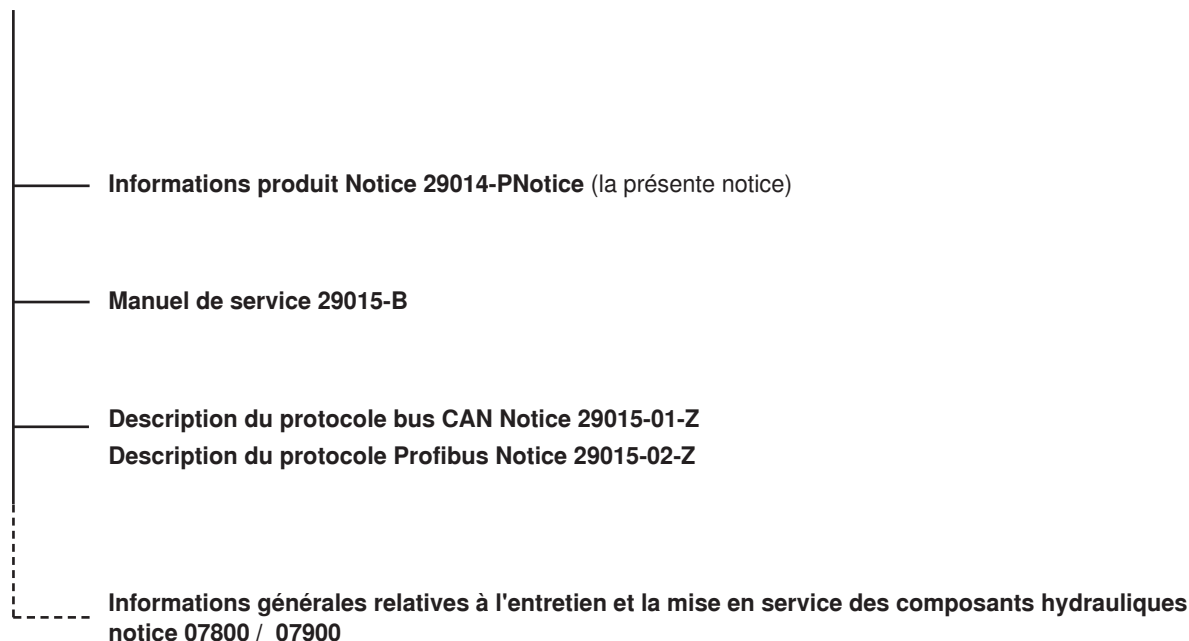 Informations produit Notice 29014-PNotice (la présente notice)
Manuel de service 29015-B
Description du protocole bus CAN Notice 29015-01-Z
Description du protocole Profibus Notice 29015-02-Z
Informations générales relatives à l'entretien et la mise en service des composants hydrauliques
notice 07800 / 07900